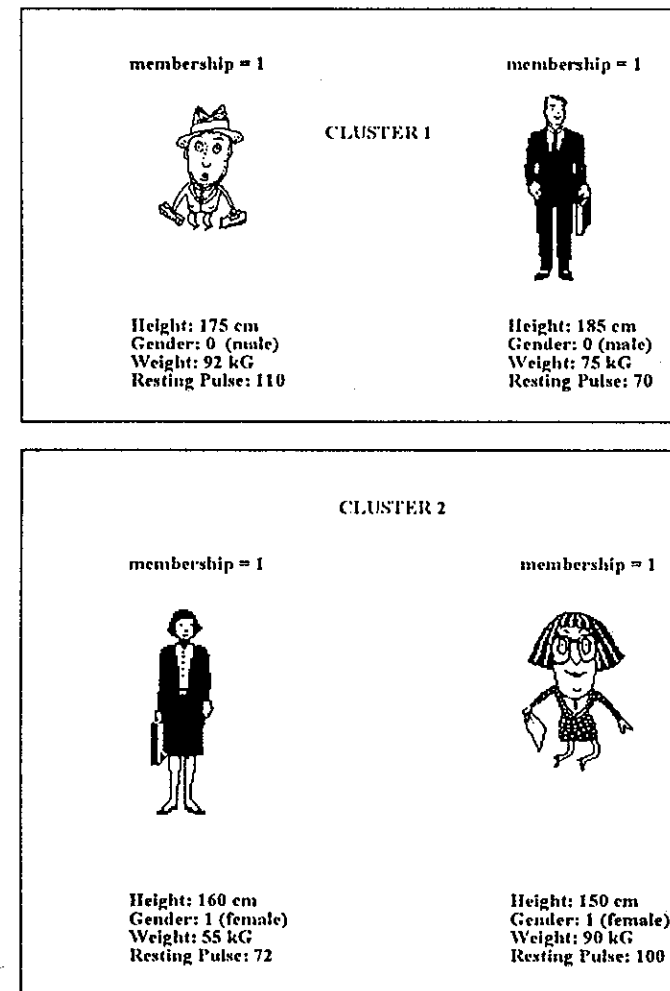 membership = 1
membership = 1
CLUSTER 1
Height: 175 cm
Gender: 0 (male)
Weight: 92 kG
Resting Pulse: 110
Height: 185 cm
Gender: 0 (male)
Weight: 75 kG
Resting Pulse: 70
CLUSTER 2
membership = 1
membership = 1
Height: 160 cm
Gender: 1 (female)
Weight: 55 kG
Resting Pulse: 72
Height: 150 cm
Gender: 1 (female)
Weight: 90 kG
Resting Pulse: 100